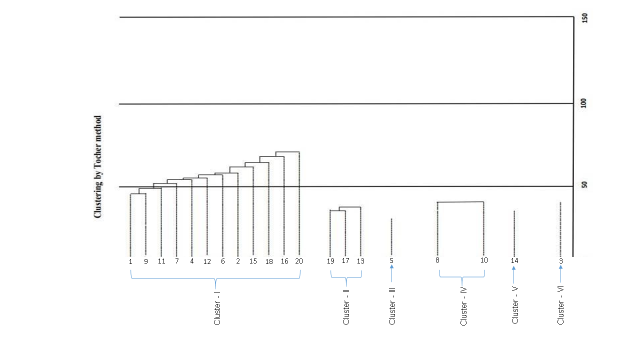 150
100
50
Clustering by Tocher method
1 9 11 7 4 12 6 2 15 18 16 20 19 17 13 5 8 10 14 3
Cluster - I
Cluster - II
Cluster - III
Cluster - IV
Cluster - V
Cluster - VI